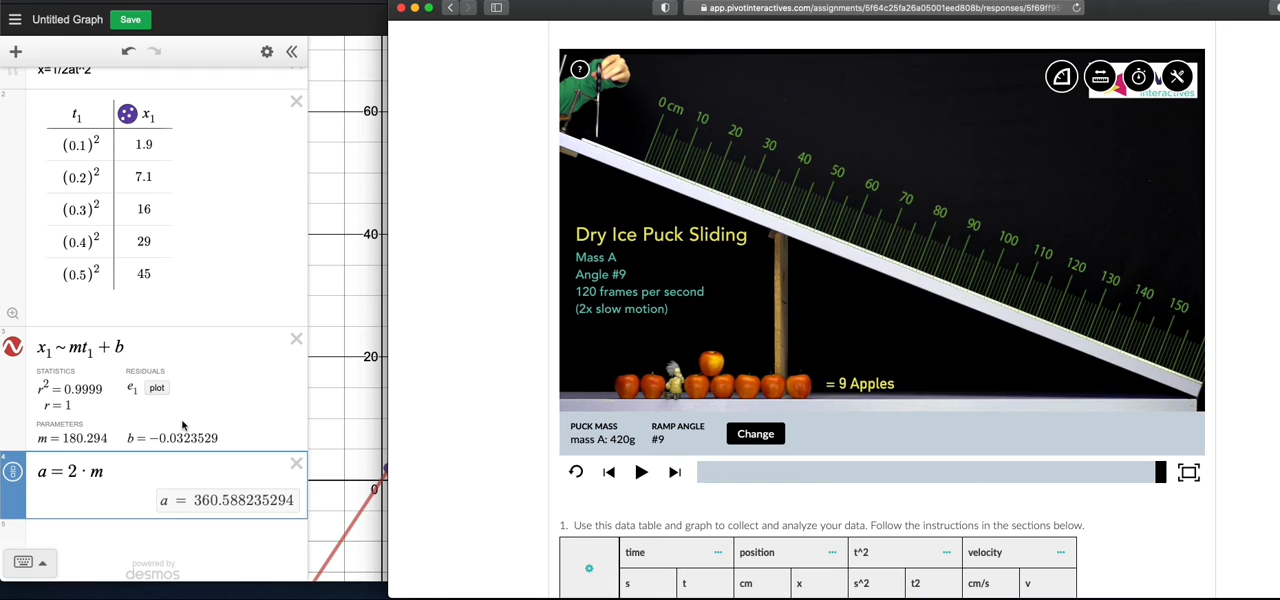 Untitled Graph
Save
app.pivotinteractives.com/assignments/5f64c25fa26a05001eed808b/responses/5f69ff95
x=1/2at^2
2
t₁ x₁
(0.1)² 1.9
(0.2)² 7.1
(0.3)² 16
(0.4)² 29
(0.5)² 45
3
x₁ ~ mt₁ + b
STATISTICS RESIDUALS
r² = 0.9999 e₁ plot
r = 1
PARAMETERS
m = 180.294 b = −0.0323529
4
a = 2 · m
a = 360.588235294
5
powered by
desmos
60
40
20
0
?
interactives
0 cm 10 20 30 40 50 60 70 80 90 100 110 120 130 140 150
Dry Ice Puck Sliding
Mass A
Angle #9
120 frames per second
(2x slow motion)
= 9 Apples
PUCK MASS RAMP ANGLE
mass A: 420g #9
Change
1. Use this data table and graph to collect and analyze your data. Follow the instructions in the sections below.
time position t^2 velocity
s t cm x s^2 t2 cm/s v